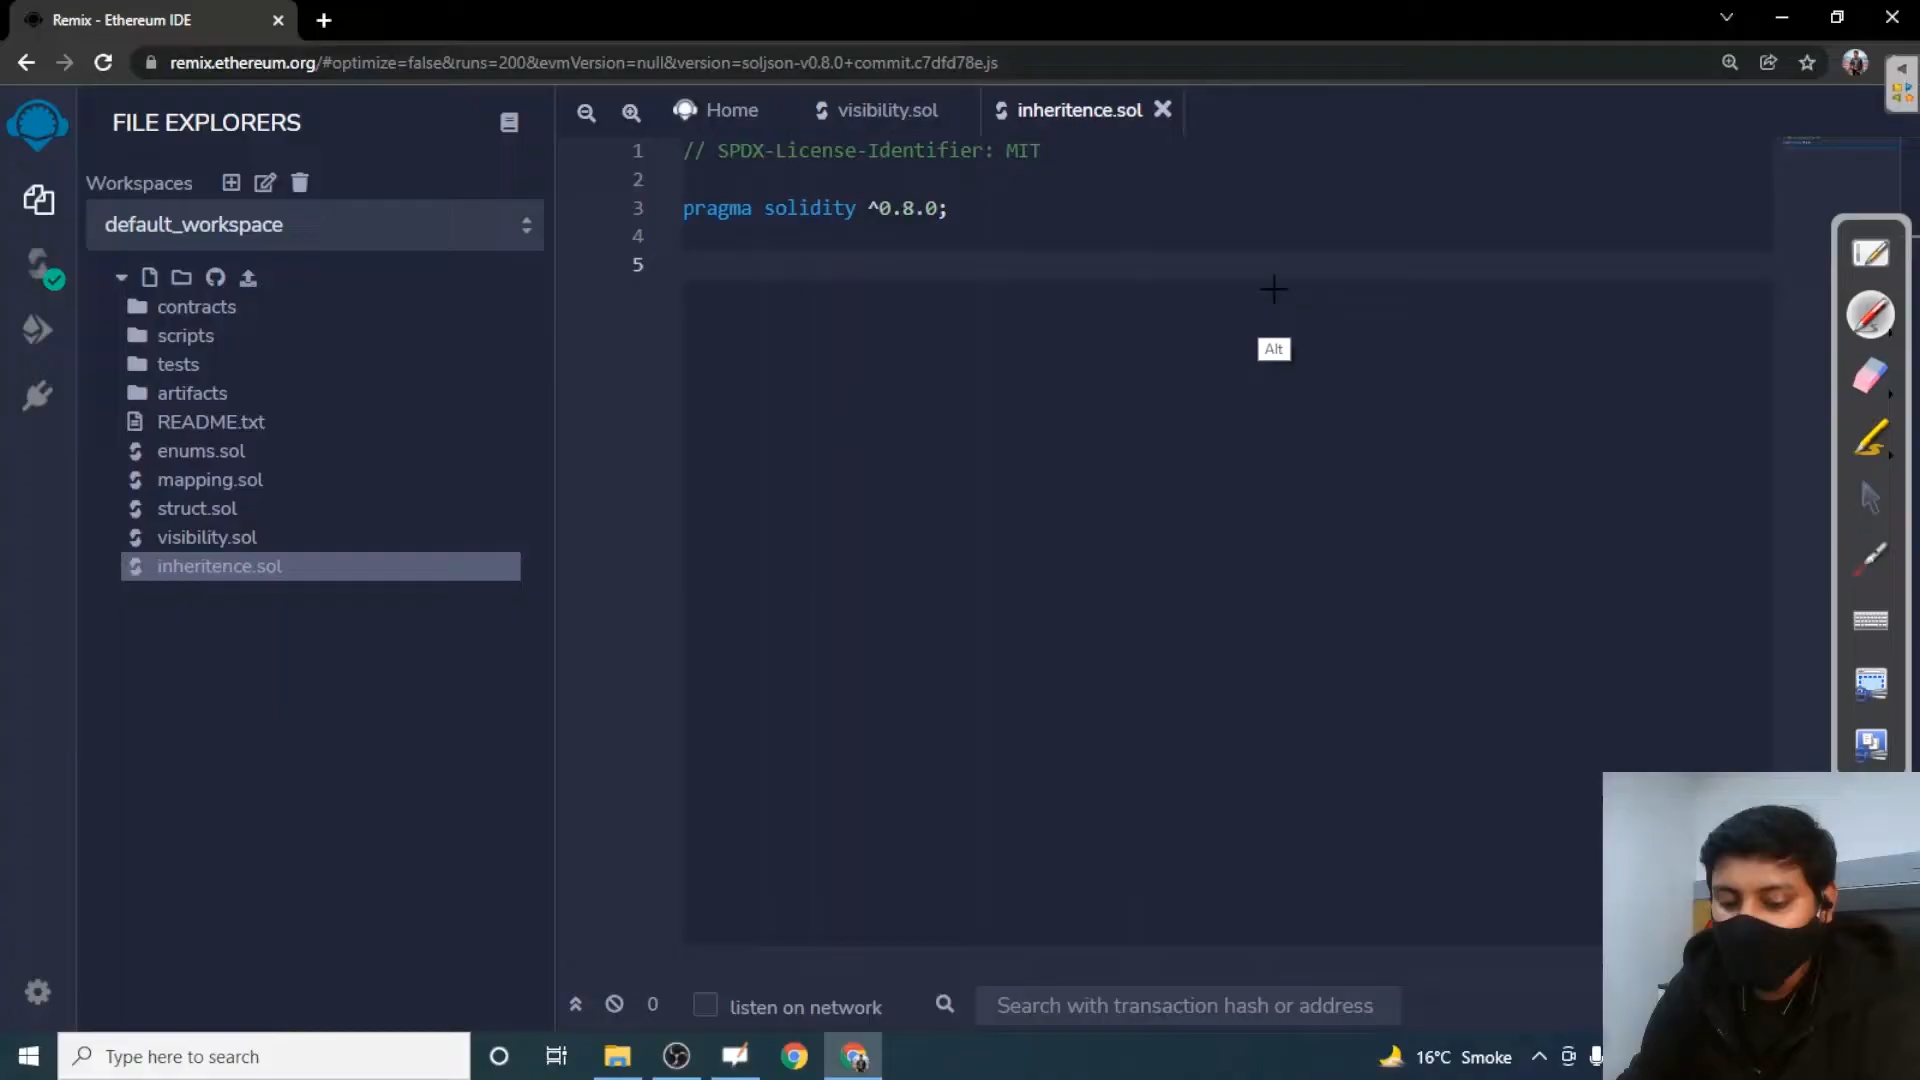 Remix - Ethereum IDE
remix.ethereum.org/#optimize=false&runs=200&evmVersion=null&version=soljson-v0.8.0+commit.c7dfd78e.js
FILE EXPLORERS
Workspaces
default_workspace
contracts
scripts
tests
artifacts
README.txt
enums.sol
mapping.sol
struct.sol
visibility.sol
inheritence.sol
Home
visibility.sol
inheritence.sol
1 // SPDX-License-Identifier: MIT
2
3 pragma solidity ^0.8.0;
4
5
Alt
0
listen on network
Search with transaction hash or address
Type here to search
16°C Smoke